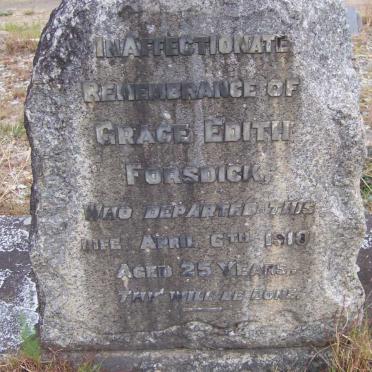 IN AFFECTIONATE
REMEMBRANCE OF
GRACE EDITH
FORSDICK,
WHO DEPARTED THIS
LIFE APRIL 6TH 1910
AGED 25 YEARS.
THY WILL BE DONE.